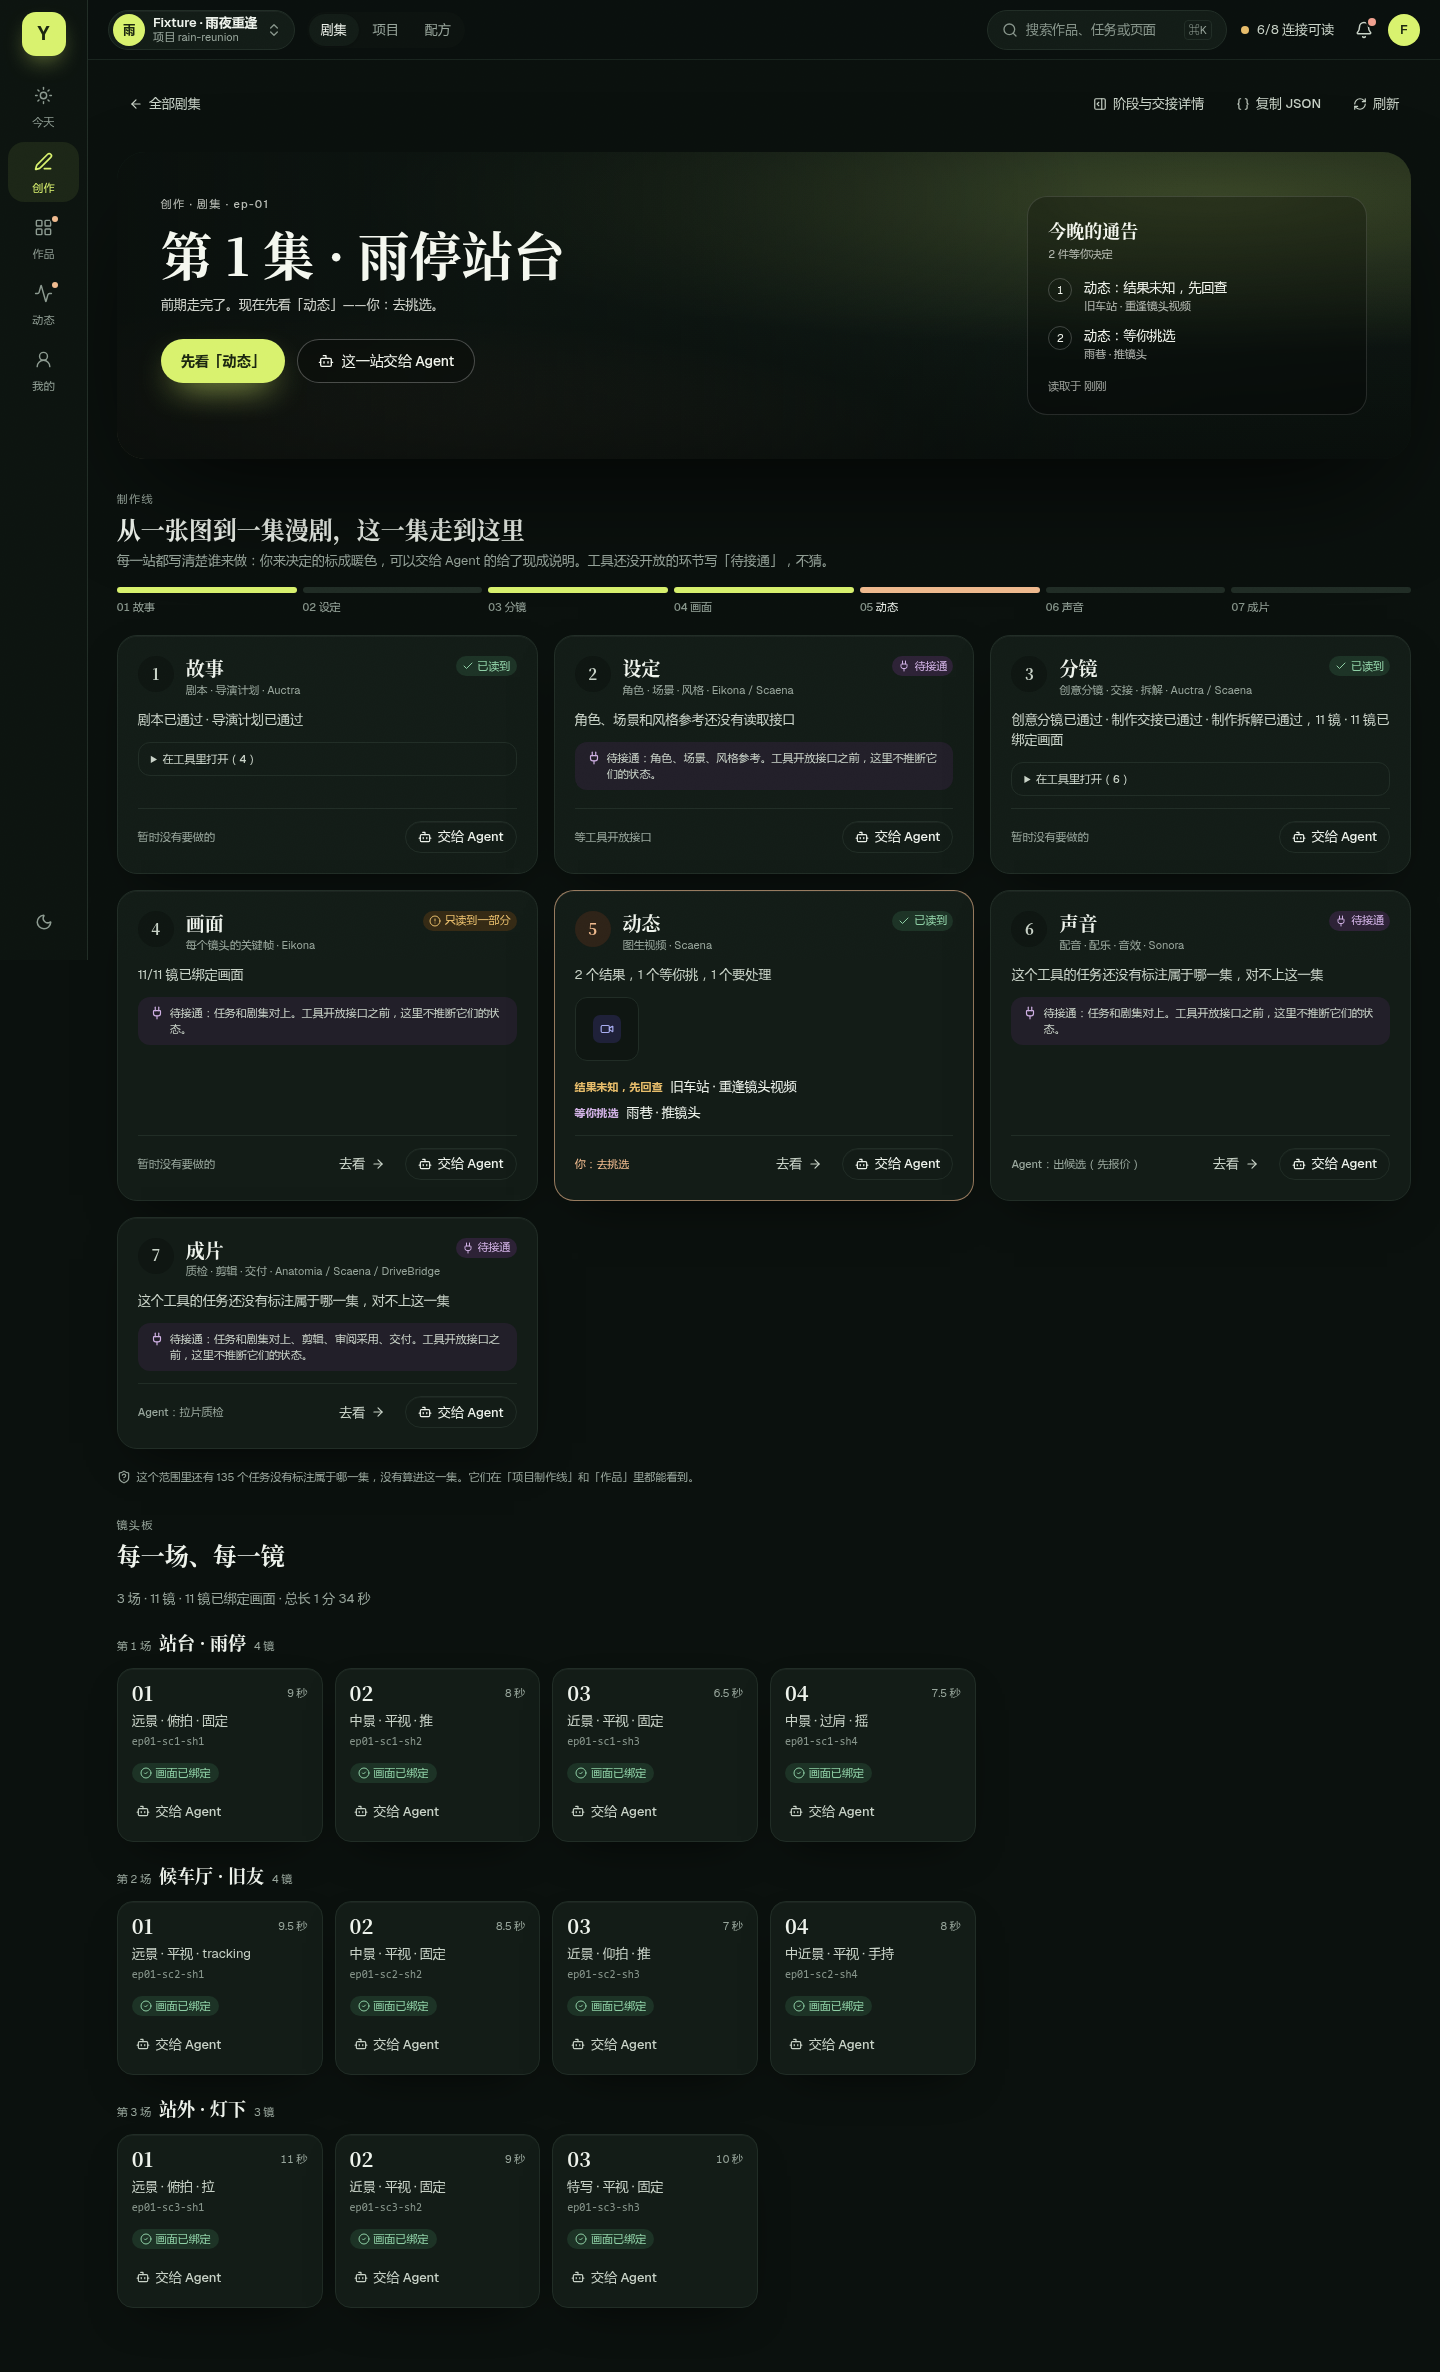 Y
雨
Fixture · 雨夜重逢
项目 rain-reunion
剧集
项目
配方
搜索作品、任务或页面
⌘K
6/8 连接可读
F
今天
创作
作品
动态
我的
全部剧集
阶段与交接详情
{ } 复制 JSON
刷新
创作 · 剧集 · ep-01
第 1 集 · 雨停站台
前期走完了。现在先看「动态」——你：去挑选。
先看「动态」
这一站交给 Agent
今晚的通告
2 件等你决定
1
动态：结果未知，先回查
旧车站 · 重逢镜头视频
2
动态：等你挑选
雨巷 · 推镜头
读取于 刚刚
制作线
从一张图到一集漫剧，这一集走到这里
每一站都写清楚谁来做：你来决定的标成暖色，可以交给 Agent 的给了现成说明。工具还没开放的环节写「待接通」，不猜。
01 故事
02 设定
03 分镜
04 画面
05 动态
06 声音
07 成片
1
故事
已读到
剧本 · 导演计划 · Auctra
剧本已通过 · 导演计划已通过
▶ 在工具里打开（4）
暂时没有要做的
交给 Agent
2
设定
待接通
角色 · 场景 · 风格 · Eikona / Scaena
角色、场景和风格参考还没有读取接口
待接通：角色、场景、风格参考。工具开放接口之前，这里不推断它
们的状态。
等工具开放接口
交给 Agent
3
分镜
已读到
创意分镜 · 交接 · 拆解 · Auctra / Scaena
创意分镜已通过 · 制作交接已通过 · 制作拆解已通过，11 镜 · 11 镜已
绑定画面
▶ 在工具里打开（6）
暂时没有要做的
交给 Agent
4
画面
只读到一部分
每个镜头的关键帧 · Eikona
11/11 镜已绑定画面
待接通：任务和剧集对上。工具开放接口之前，这里不推断它们的状
态。
暂时没有要做的
去看
交给 Agent
5
动态
已读到
图生视频 · Scaena
2 个结果，1 个等你挑，1 个要处理
结果未知，先回查 旧车站 · 重逢镜头视频
等你挑选 雨巷 · 推镜头
你：去挑选
去看
交给 Agent
6
声音
待接通
配音 · 配乐 · 音效 · Sonora
这个工具的任务还没有标注属于哪一集，对不上这一集
待接通：任务和剧集对上。工具开放接口之前，这里不推断它们的状
态。
Agent：出候选（先报价）
去看
交给 Agent
7
成片
待接通
质检 · 剪辑 · 交付 · Anatomia / Scaena / DriveBridge
这个工具的任务还没有标注属于哪一集，对不上这一集
待接通：任务和剧集对上、剪辑、审阅采用、交付。工具开放接口之
前，这里不推断它们的状态。
Agent：拉片质检
去看
交给 Agent
这个范围里还有 135 个任务没有标注属于哪一集，没有算进这一集。它们在「项目制作线」和「作品」里都能看到。
镜头板
每一场、每一镜
3 场 · 11 镜 · 11 镜已绑定画面 · 总长 1 分 34 秒
第 1 场 站台 · 雨停 4 镜
01
9 秒
远景 · 俯拍 · 固定
ep01-sc1-sh1
画面已绑定
交给 Agent
02
8 秒
中景 · 平视 · 推
ep01-sc1-sh2
画面已绑定
交给 Agent
03
6.5 秒
近景 · 平视 · 固定
ep01-sc1-sh3
画面已绑定
交给 Agent
04
7.5 秒
中景 · 过肩 · 摇
ep01-sc1-sh4
画面已绑定
交给 Agent
第 2 场 候车厅 · 旧友 4 镜
01
9.5 秒
远景 · 平视 · tracking
ep01-sc2-sh1
画面已绑定
交给 Agent
02
8.5 秒
中景 · 平视 · 固定
ep01-sc2-sh2
画面已绑定
交给 Agent
03
7 秒
近景 · 仰拍 · 推
ep01-sc2-sh3
画面已绑定
交给 Agent
04
8 秒
中近景 · 平视 · 手持
ep01-sc2-sh4
画面已绑定
交给 Agent
第 3 场 站外 · 灯下 3 镜
01
11 秒
远景 · 俯拍 · 拉
ep01-sc3-sh1
画面已绑定
交给 Agent
02
9 秒
近景 · 平视 · 固定
ep01-sc3-sh2
画面已绑定
交给 Agent
03
10 秒
特写 · 平视 · 固定
ep01-sc3-sh3
画面已绑定
交给 Agent